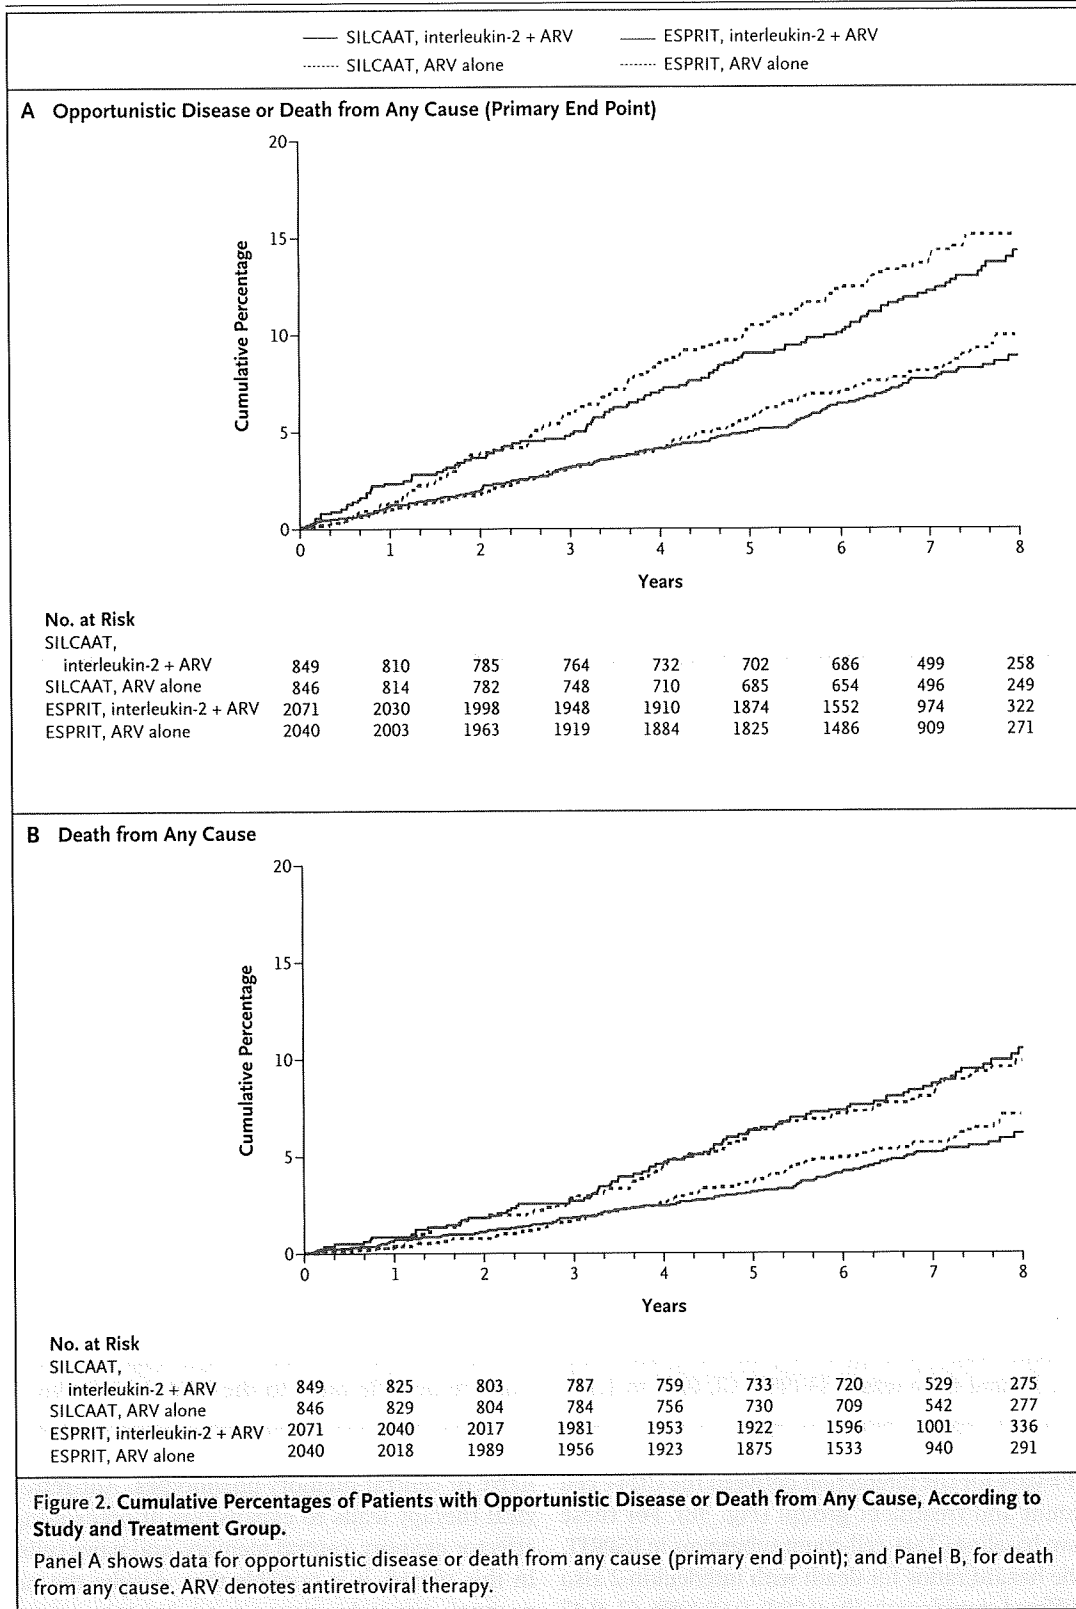 SILCAAT, interleukin-2 + ARV ESPRIT, interleukin-2 + ARV
SILCAAT, ARV alone ESPRIT, ARV alone
A Opportunistic Disease or Death from Any Cause (Primary End Point)
20
15
10
5
0
Cumulative Percentage
0 1 2 3 4 5 6 7 8
Years
No. at Risk
SILCAAT,
interleukin-2 + ARV 849 810 785 764 732 702 686 499 258
SILCAAT, ARV alone 846 814 782 748 710 685 654 496 249
ESPRIT, interleukin-2 + ARV 2071 2030 1998 1948 1910 1874 1552 974 322
ESPRIT, ARV alone 2040 2003 1963 1919 1884 1825 1486 909 271
B Death from Any Cause
20
15
10
5
0
Cumulative Percentage
0 1 2 3 4 5 6 7 8
Years
No. at Risk
SILCAAT,
interleukin-2 + ARV 849 825 803 787 759 733 720 529 275
SILCAAT, ARV alone 846 829 804 784 756 730 709 542 277
ESPRIT, interleukin-2 + ARV 2071 2040 2017 1981 1953 1922 1596 1001 336
ESPRIT, ARV alone 2040 2018 1989 1956 1923 1875 1533 940 291
Figure 2. Cumulative Percentages of Patients with Opportunistic Disease or Death from Any Cause, According to
Study and Treatment Group.
Panel A shows data for opportunistic disease or death from any cause (primary end point); and Panel B, for death
from any cause. ARV denotes antiretroviral therapy.